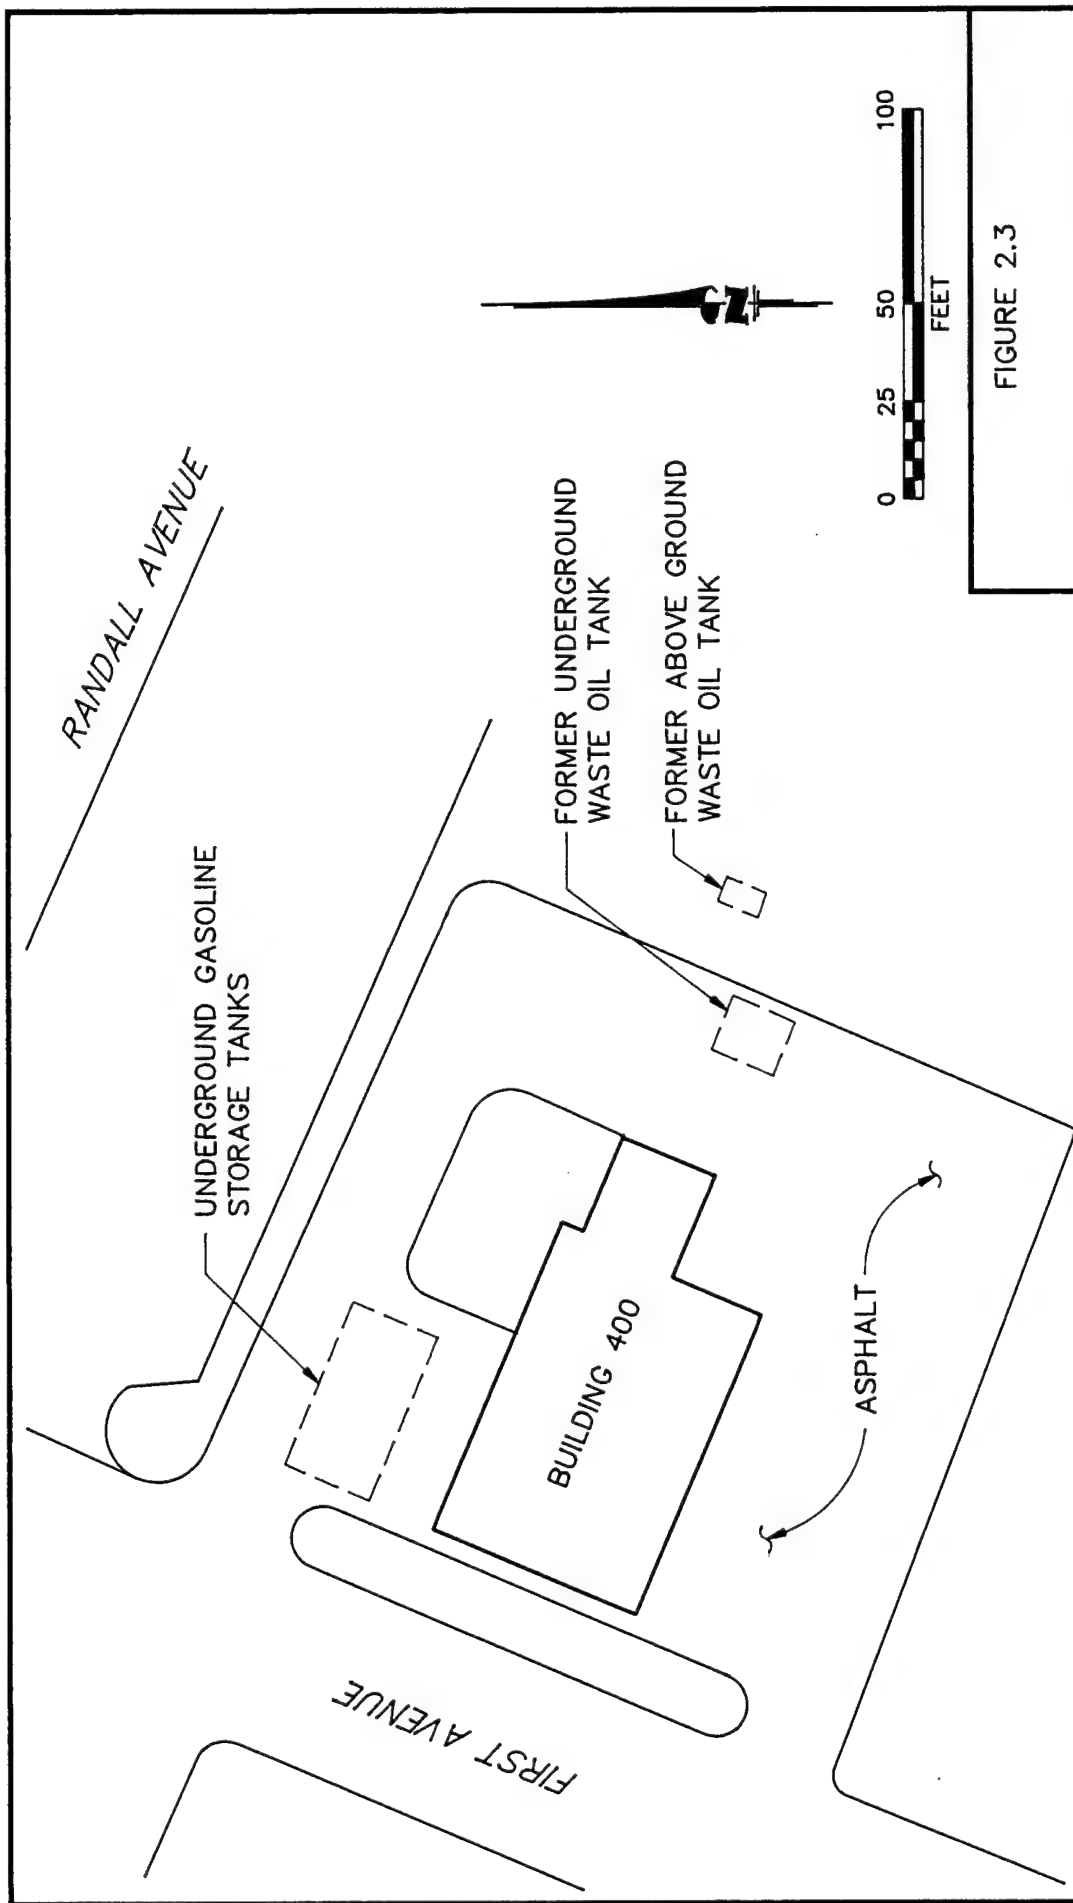 RANDALL AVENUE
UNDERGROUND GASOLINE
STORAGE TANKS
FORMER UNDERGROUND
WASTE OIL TANK
FORMER ABOVE GROUND
WASTE OIL TANK
BUILDING 400
FIRST AVENUE
ASPHALT
N
0 25 50 100
FEET
FIGURE 2.3